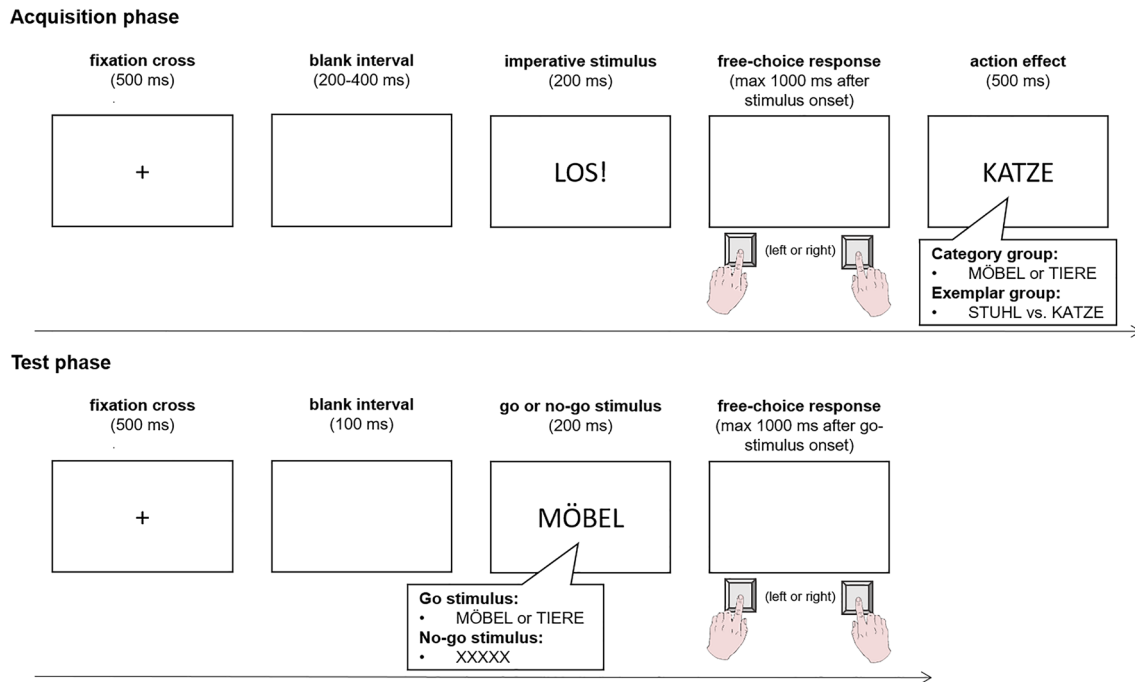 Acquisition phase
fixation cross
(500 ms)
blank interval
(200-400 ms)
imperative stimulus
(200 ms)
free-choice response
(max 1000 ms after
stimulus onset)
action effect
(500 ms)
+
LOS!
KATZE
(left or right)
Category group:
• MÖBEL or TIERE
Exemplar group:
• STUHL vs. KATZE
Test phase
fixation cross
(500 ms)
blank interval
(100 ms)
go or no-go stimulus
(200 ms)
free-choice response
(max 1000 ms after go-
stimulus onset)
+
MÖBEL
Go stimulus:
• MÖBEL or TIERE
No-go stimulus:
• XXXXX
(left or right)